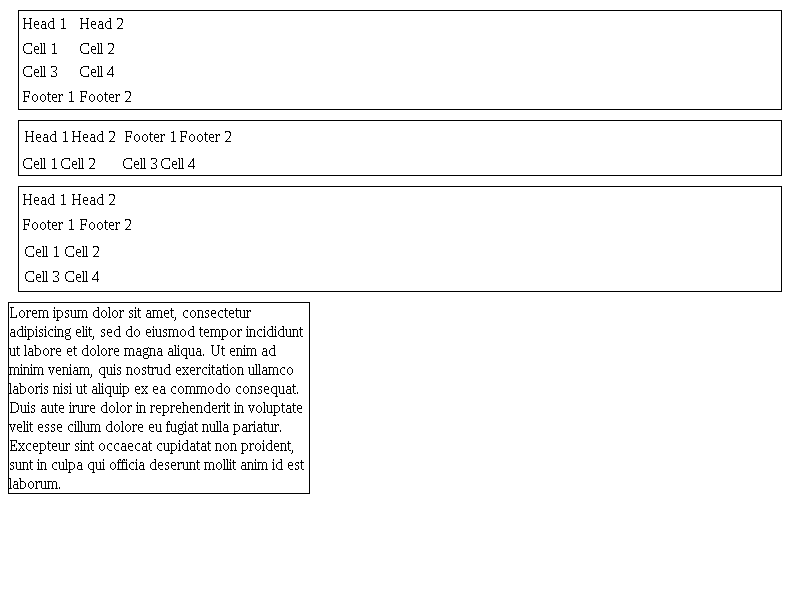 Head 1 Head 2
Cell 1 Cell 2
Cell 3 Cell 4
Footer 1 Footer 2
Head 1 Head 2 Footer 1 Footer 2
Cell 1 Cell 2 Cell 3 Cell 4
Head 1 Head 2
Footer 1 Footer 2
Cell 1 Cell 2
Cell 3 Cell 4
Lorem ipsum dolor sit amet, consectetur
adipisicing elit, sed do eiusmod tempor incididunt
ut labore et dolore magna aliqua. Ut enim ad
minim veniam, quis nostrud exercitation ullamco
laboris nisi ut aliquip ex ea commodo consequat.
Duis aute irure dolor in reprehenderit in voluptate
velit esse cillum dolore eu fugiat nulla pariatur.
Excepteur sint occaecat cupidatat non proident,
sunt in culpa qui officia deserunt mollit anim id est
laborum.